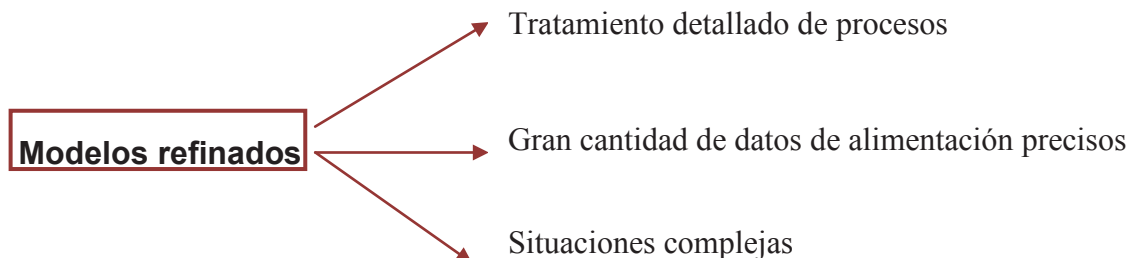 Tratamiento detallado de procesos
Modelos refinados
Gran cantidad de datos de alimentación precisos
Situaciones complejas